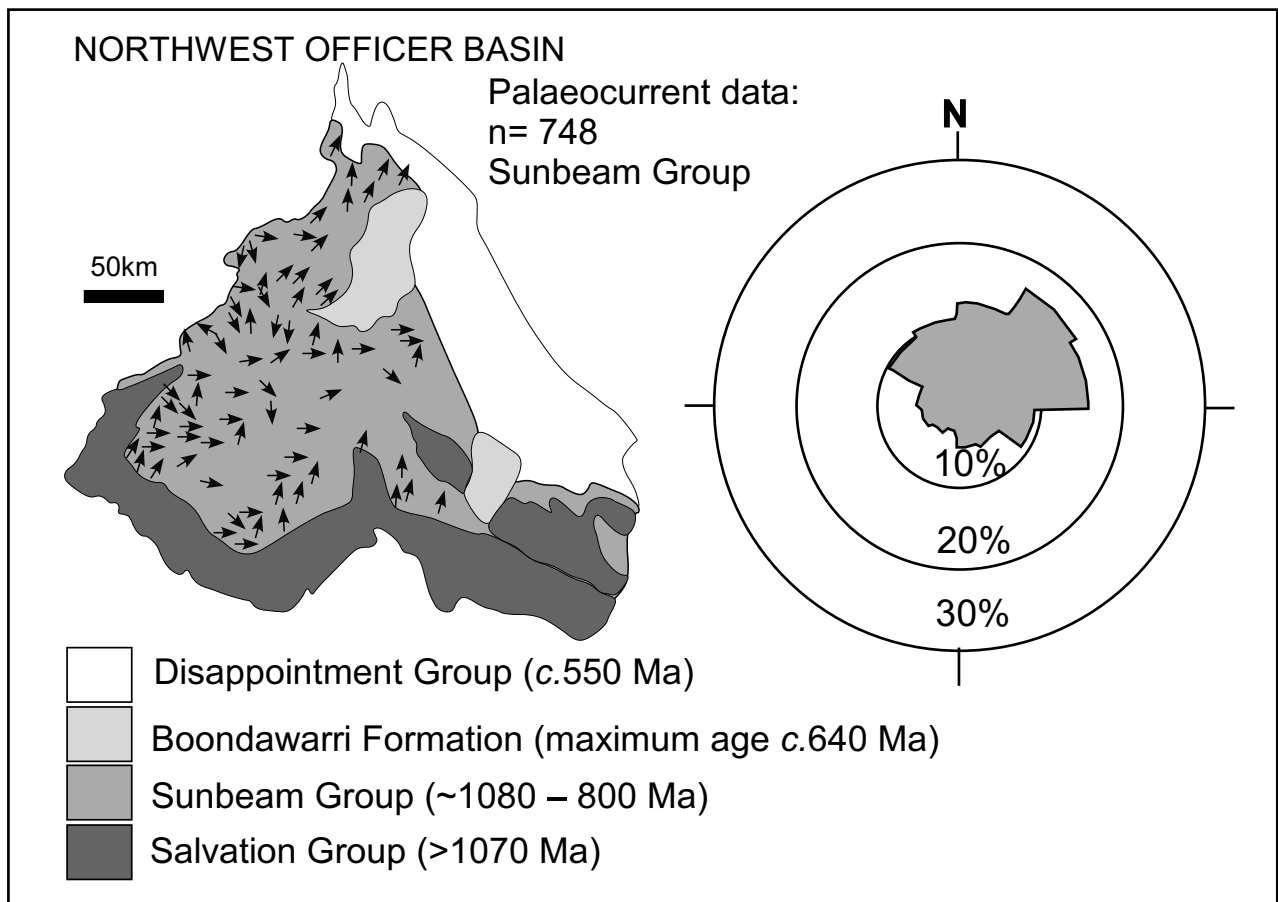 NORTHWEST OFFICER BASIN
Palaeocurrent data:
n= 748
Sunbeam Group
50km
N
10%
20%
30%
Disappointment Group (c.550 Ma)
Boondawarri Formation (maximum age c.640 Ma)
Sunbeam Group (~1080 – 800 Ma)
Salvation Group (>1070 Ma)